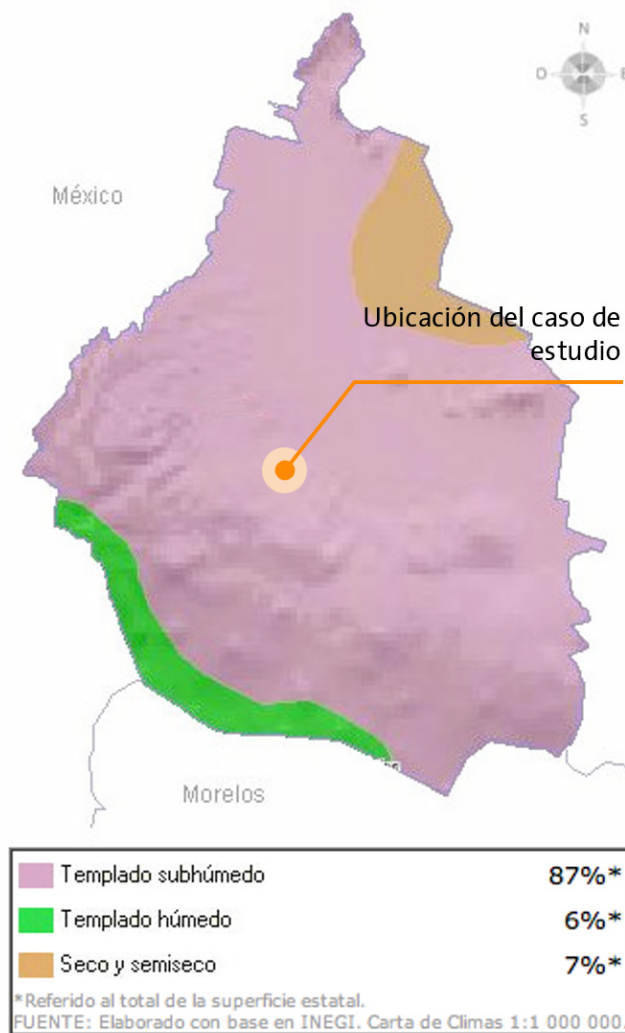 N
O
E
S
México
Ubicación del caso de
estudio
Morelos
Templado subhúmedo 87%*
Templado húmedo 6%*
Seco y semiseco 7%*
*Referido al total de la superficie estatal.
FUENTE: Elaborado con base en INEGI. Carta de Climas 1:1 000 000.